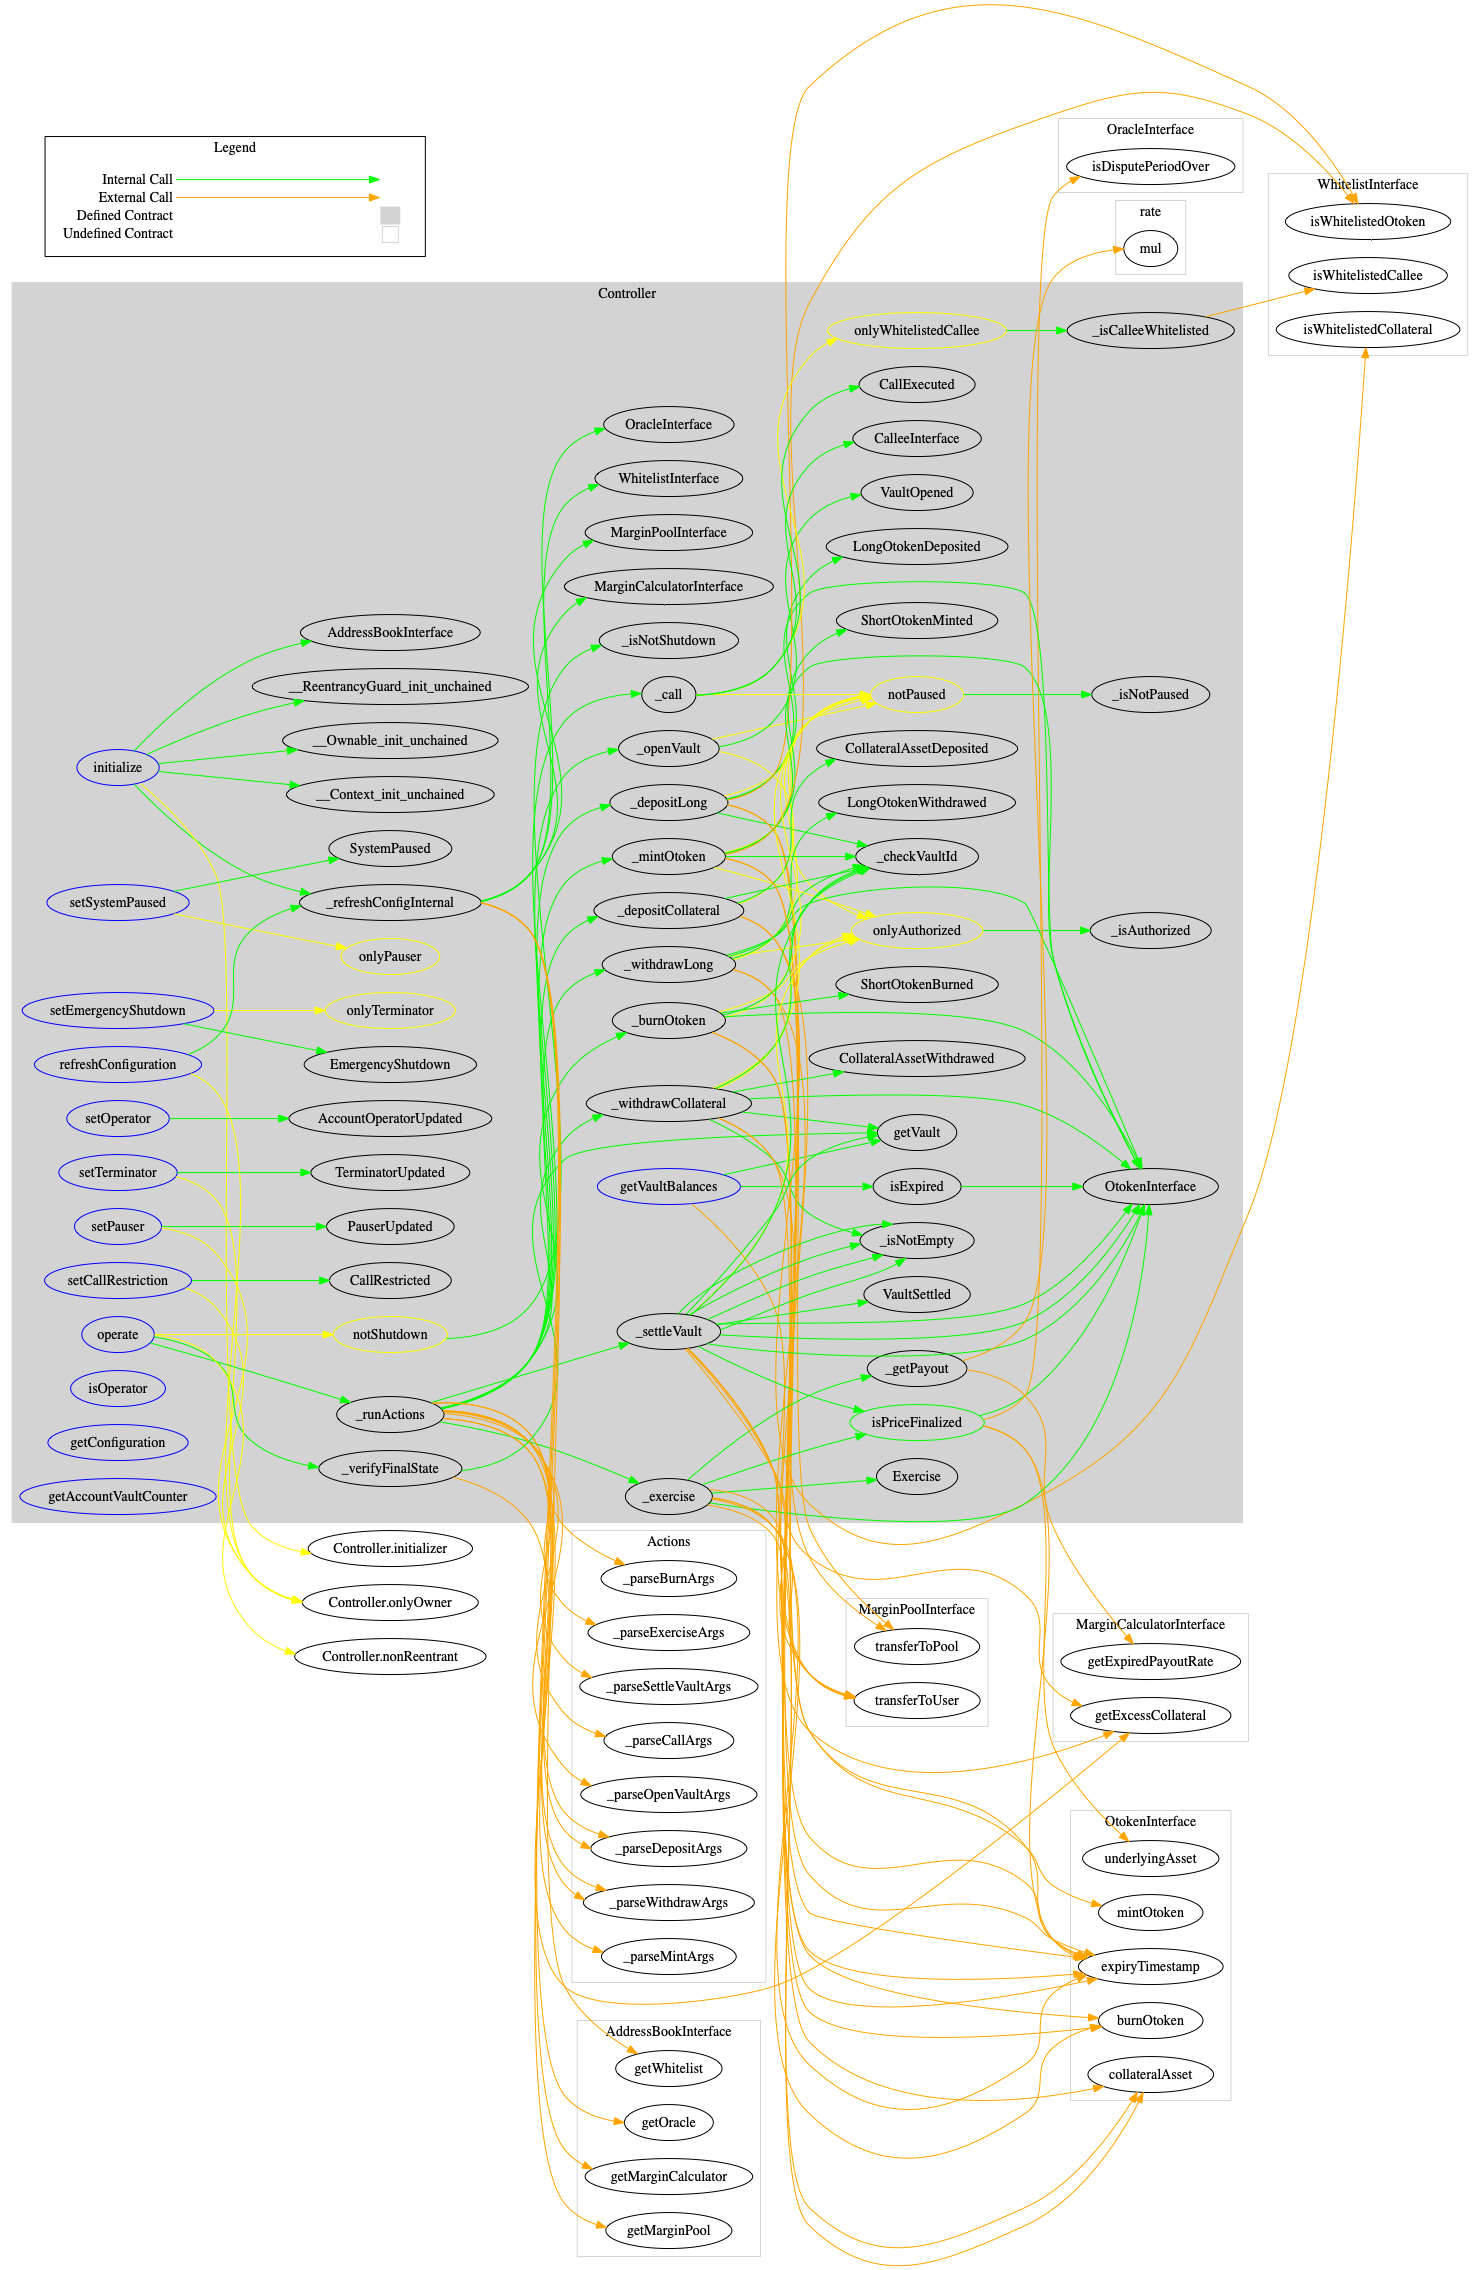 Legend
Internal Call
External Call
Defined Contract
Undefined Contract
OracleInterface
isDisputePeriodOver
rate
mul
WhitelistInterface
isWhitelistedOtoken
isWhitelistedCallee
isWhitelistedCollateral
Controller
initialize
setSystemPaused
setEmergencyShutdown
refreshConfiguration
setOperator
setTerminator
setPauser
setCallRestriction
operate
isOperator
getConfiguration
getAccountVaultCounter
AddressBookInterface
__ReentrancyGuard_init_unchained
__Ownable_init_unchained
__Context_init_unchained
SystemPaused
_refreshConfigInternal
onlyPauser
onlyTerminator
EmergencyShutdown
AccountOperatorUpdated
TerminatorUpdated
PauserUpdated
CallRestricted
notShutdown
_runActions
_verifyFinalState
OracleInterface
WhitelistInterface
MarginPoolInterface
MarginCalculatorInterface
_isNotShutdown
_call
_openVault
_depositLong
_mintOtoken
_depositCollateral
_withdrawLong
_burnOtoken
_withdrawCollateral
getVaultBalances
_settleVault
_exercise
onlyWhitelistedCallee
CallExecuted
CalleeInterface
VaultOpened
LongOtokenDeposited
ShortOtokenMinted
notPaused
CollateralAssetDeposited
LongOtokenWithdrawed
_checkVaultId
onlyAuthorized
ShortOtokenBurned
CollateralAssetWithdrawed
getVault
isExpired
_isNotEmpty
VaultSettled
_getPayout
isPriceFinalized
Exercise
_isCalleeWhitelisted
_isNotPaused
_isAuthorized
OtokenInterface
Controller.initializer
Controller.onlyOwner
Controller.nonReentrant
Actions
_parseBurnArgs
_parseExerciseArgs
_parseSettleVaultArgs
_parseCallArgs
_parseOpenVaultArgs
_parseDepositArgs
_parseWithdrawArgs
_parseMintArgs
AddressBookInterface
getWhitelist
getOracle
getMarginCalculator
getMarginPool
MarginPoolInterface
transferToPool
transferToUser
MarginCalculatorInterface
getExpiredPayoutRate
getExcessCollateral
OtokenInterface
underlyingAsset
mintOtoken
expiryTimestamp
burnOtoken
collateralAsset